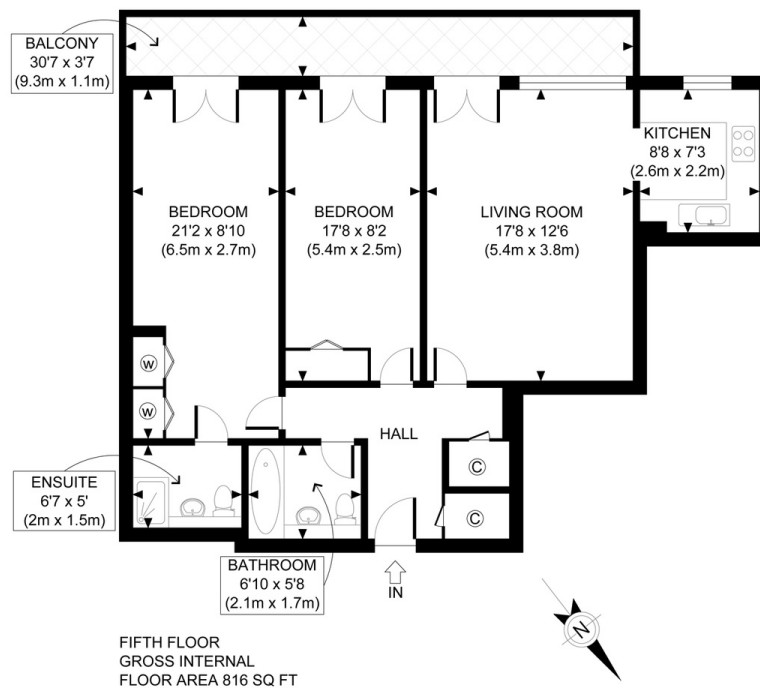 BALCONY
30'7 x 3'7
(9.3m x 1.1m)
KITCHEN
8'8 x 7'3
(2.6m x 2.2m)
BEDROOM
21'2 x 8'10
(6.5m x 2.7m)
BEDROOM
17'8 x 8'2
(5.4m x 2.5m)
LIVING ROOM
17'8 x 12'6
(5.4m x 3.8m)
W
W
HALL
C
C
ENSUITE
6'7 x 5'
(2m x 1.5m)
BATHROOM
6'10 x 5'8
(2.1m x 1.7m)
IN
N
FIFTH FLOOR
GROSS INTERNAL
FLOOR AREA 816 SQ FT